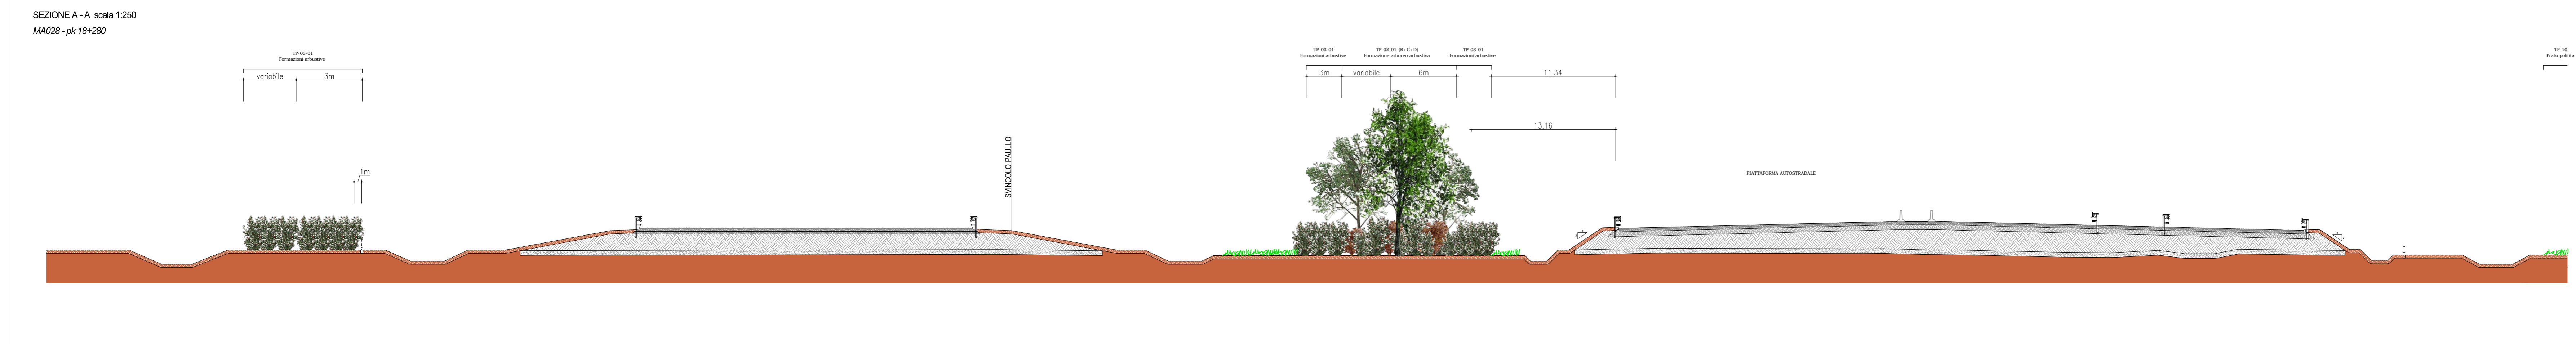 SEZIONE A - A scala 1:250
MA028 - pk 18+280
TP-03-01
Formazioni arbustive
variabile
3m
1m
SVINCOLO PAULLO
TP-03-01
Formazioni arbustive
TP-02-01 (B+C+D)
Formazione arboreo arbustiva
TP-03-01
Formazioni arbustive
3m
variabile
6m
11.34
13.16
PIATTAFORMA AUTOSTRADALE
TP-10
Prato polifita